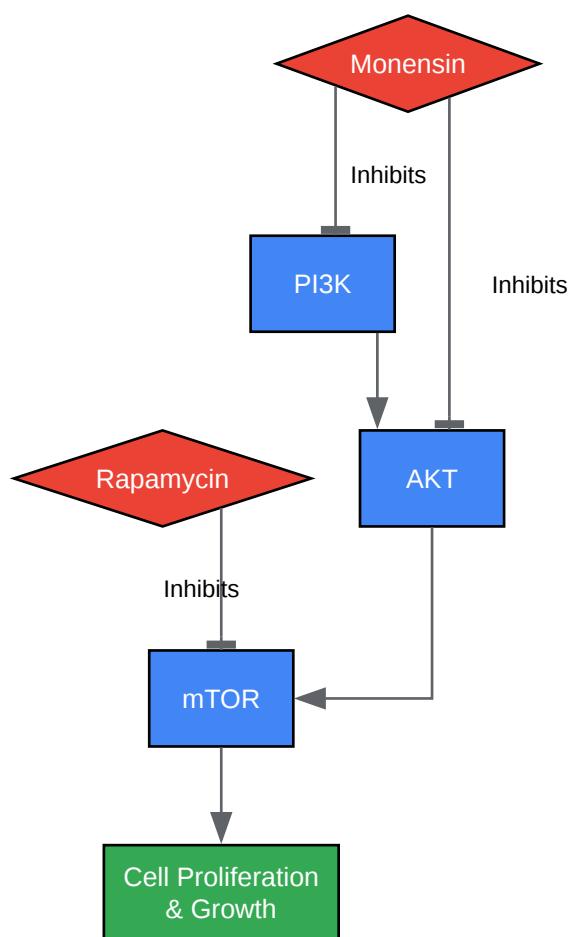 Monensin
Inhibits
PI3K
Inhibits
Rapamycin
AKT
Inhibits
mTOR
Cell Proliferation
& Growth